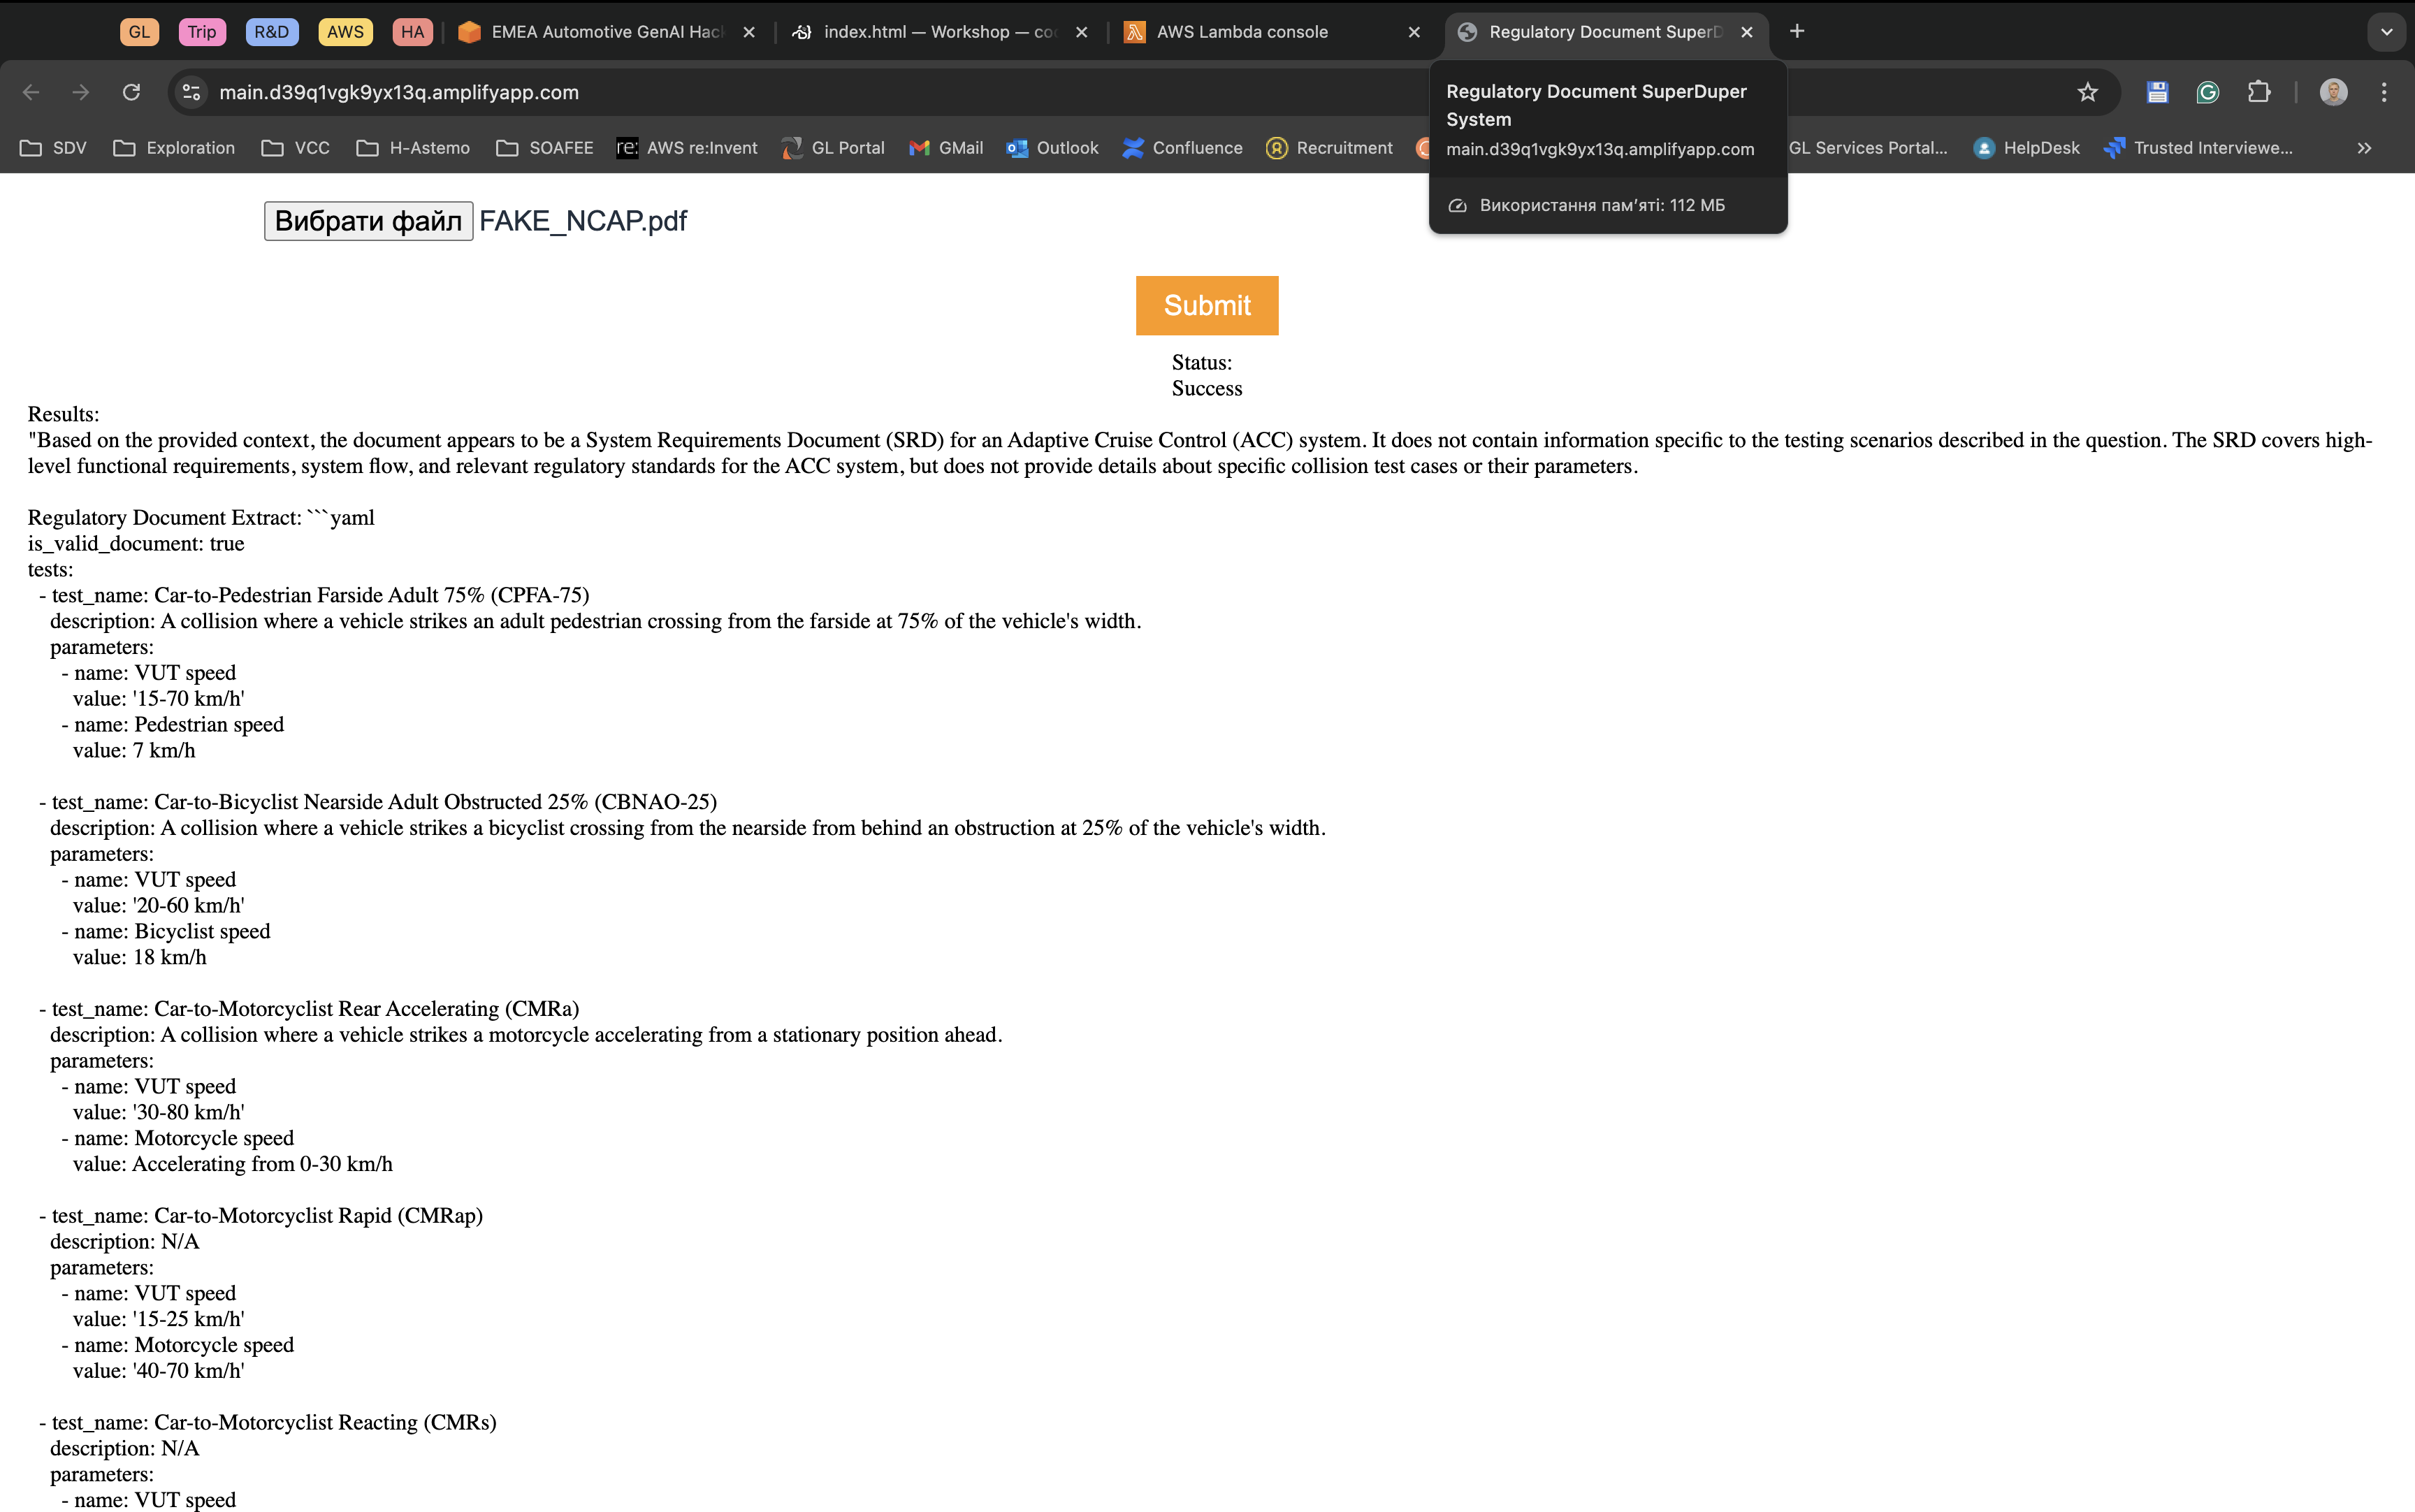 GL Trip R&D AWS HA EMEA Automotive GenAI Hac index.html — Workshop — co AWS Lambda console Regulatory Document SuperD
main.d39q1vgk9yx13q.amplifyapp.com
Regulatory Document SuperDuper
System
main.d39q1vgk9yx13q.amplifyapp.com
Використання пам’яті: 112 МБ
SDV Exploration VCC H-Astemo SOAFEE re: AWS re:Invent GL Portal GMail Outlook Confluence Recruitment GL Services Portal... HelpDesk Trusted Interviewe...
Вибрати файл FAKE_NCAP.pdf
Submit
Status:
Success
Results:
"Based on the provided context, the document appears to be a System Requirements Document (SRD) for an Adaptive Cruise Control (ACC) system. It does not contain information specific to the testing scenarios described in the question. The SRD covers high-
level functional requirements, system flow, and relevant regulatory standards for the ACC system, but does not provide details about specific collision test cases or their parameters.
Regulatory Document Extract: ```yaml
is_valid_document: true
tests:
- test_name: Car-to-Pedestrian Farside Adult 75% (CPFA-75)
description: A collision where a vehicle strikes an adult pedestrian crossing from the farside at 75% of the vehicle's width.
parameters:
- name: VUT speed
value: '15-70 km/h'
- name: Pedestrian speed
value: 7 km/h
- test_name: Car-to-Bicyclist Nearside Adult Obstructed 25% (CBNAO-25)
description: A collision where a vehicle strikes a bicyclist crossing from the nearside from behind an obstruction at 25% of the vehicle's width.
parameters:
- name: VUT speed
value: '20-60 km/h'
- name: Bicyclist speed
value: 18 km/h
- test_name: Car-to-Motorcyclist Rear Accelerating (CMRa)
description: A collision where a vehicle strikes a motorcycle accelerating from a stationary position ahead.
parameters:
- name: VUT speed
value: '30-80 km/h'
- name: Motorcycle speed
value: Accelerating from 0-30 km/h
- test_name: Car-to-Motorcyclist Rapid (CMRap)
description: N/A
parameters:
- name: VUT speed
value: '15-25 km/h'
- name: Motorcycle speed
value: '40-70 km/h'
- test_name: Car-to-Motorcyclist Reacting (CMRs)
description: N/A
parameters:
- name: VUT speed